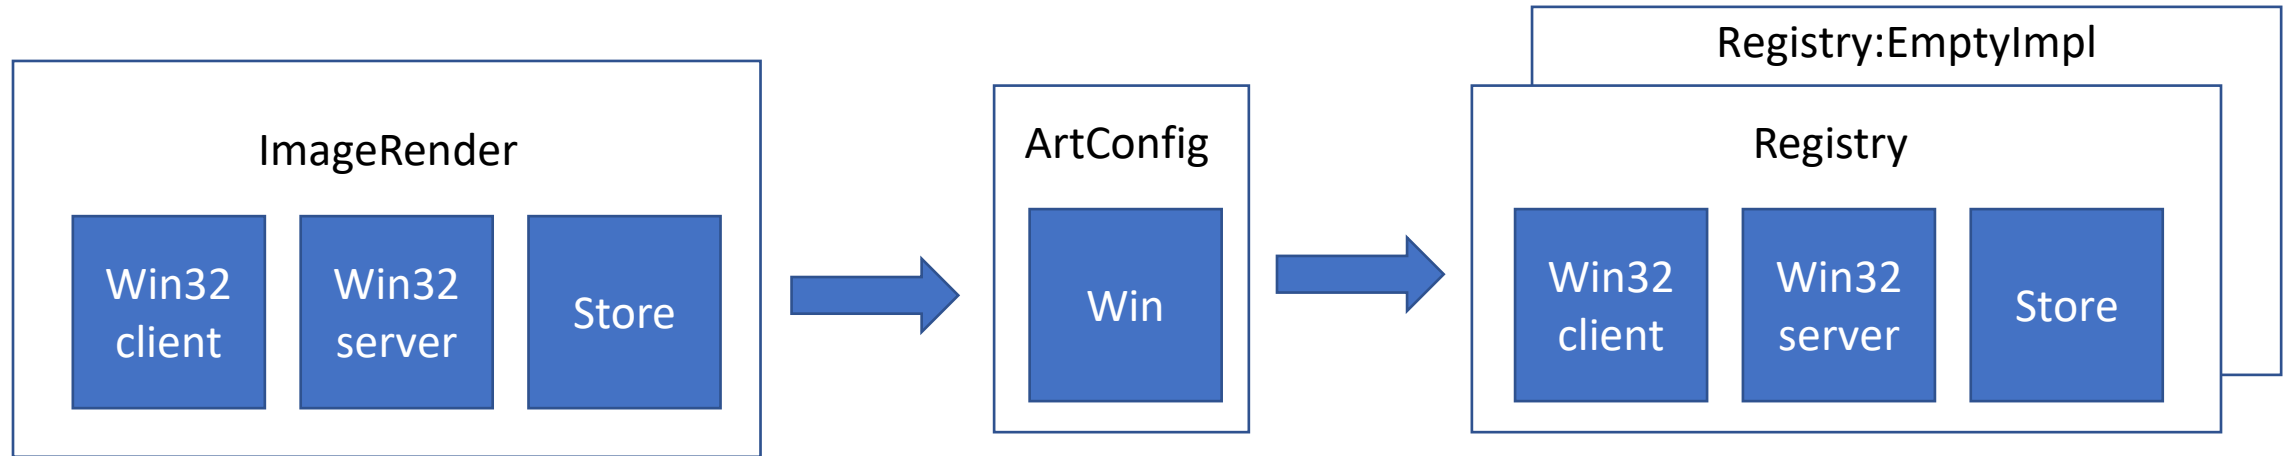 ImageRender
Win32
client
Win32
server
Store
ArtConfig
Win
Registry:EmptyImpl
Registry
Win32
client
Win32
server
Store